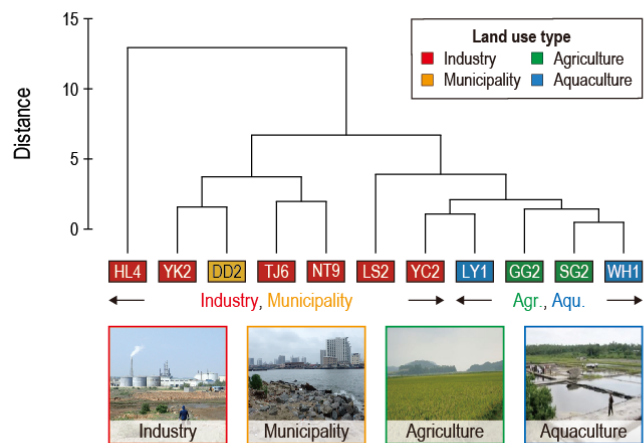 15
10
5
0
Distance
Land use type
Industry
Agriculture
Municipality
Aquaculture
HL4 YK2 DD2 TJ6 NT9 LS2 YC2 LY1 GG2 SG2 WH1
Industry, Municipality
Agr., Aqu.
Industry
Municipality
Agriculture
Aquaculture